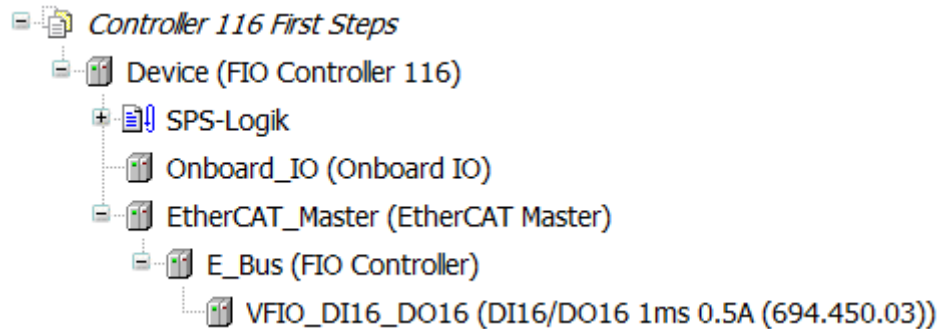 Controller 116 First Steps
Device (FIO Controller 116)
SPS-Logik
Onboard_IO (Onboard IO)
EtherCAT_Master (EtherCAT Master)
E_Bus (FIO Controller)
VFIO_DI16_DO16 (DI16/DO16 1ms 0.5A (694.450.03))